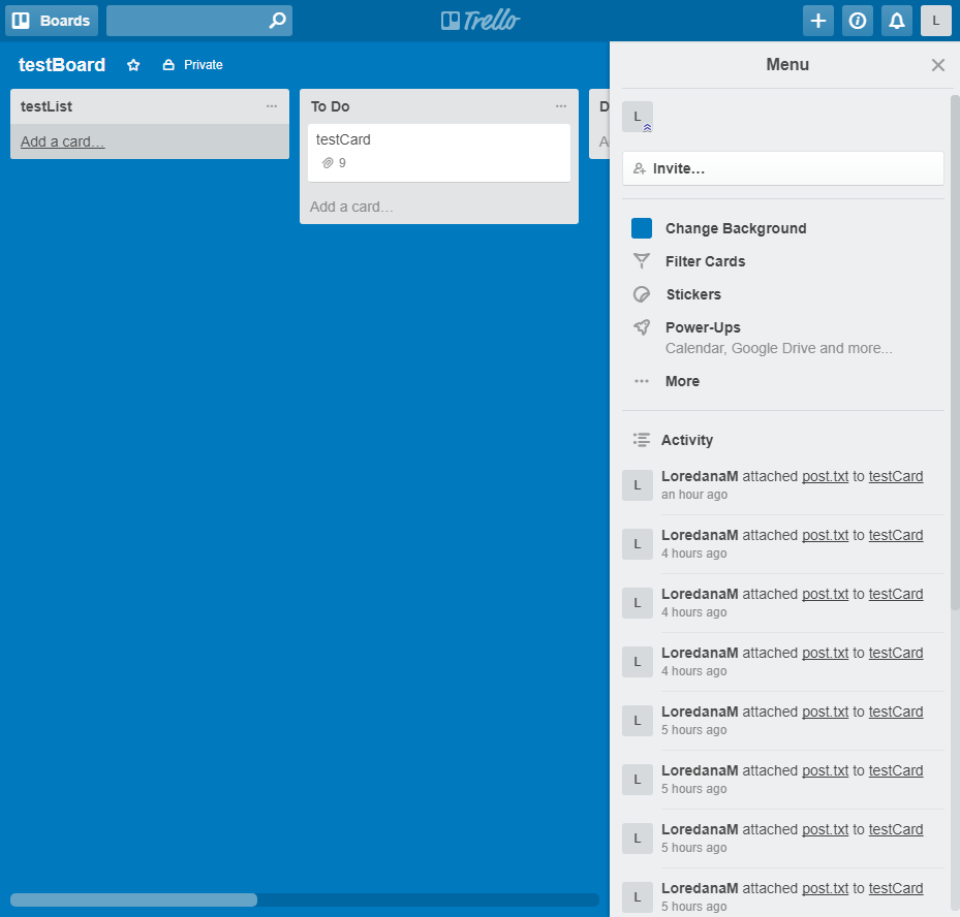 Boards
Trello
L
testBoard
Private
testList
...
Add a card...
To Do
...
testCard
9
Add a card...
D
A
Menu
L
Invite...
Change Background
Filter Cards
Stickers
Power-Ups
Calendar, Google Drive and more...
More
Activity
L
LoredanaM attached post.txt to testCard
an hour ago
L
LoredanaM attached post.txt to testCard
4 hours ago
L
LoredanaM attached post.txt to testCard
4 hours ago
L
LoredanaM attached post.txt to testCard
4 hours ago
L
LoredanaM attached post.txt to testCard
5 hours ago
L
LoredanaM attached post.txt to testCard
5 hours ago
L
LoredanaM attached post.txt to testCard
5 hours ago
L
LoredanaM attached post.txt to testCard
5 hours ago